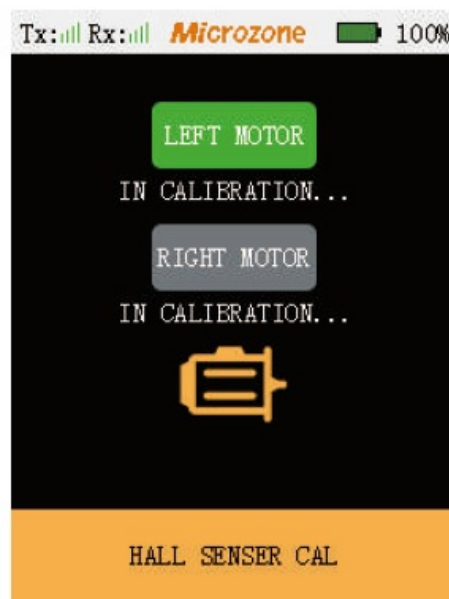 Tx: Rx: Microzone 100%
LEFT MOTOR
IN CALIBRATION...
RIGHT MOTOR
IN CALIBRATION...
HALL SENSER CAL